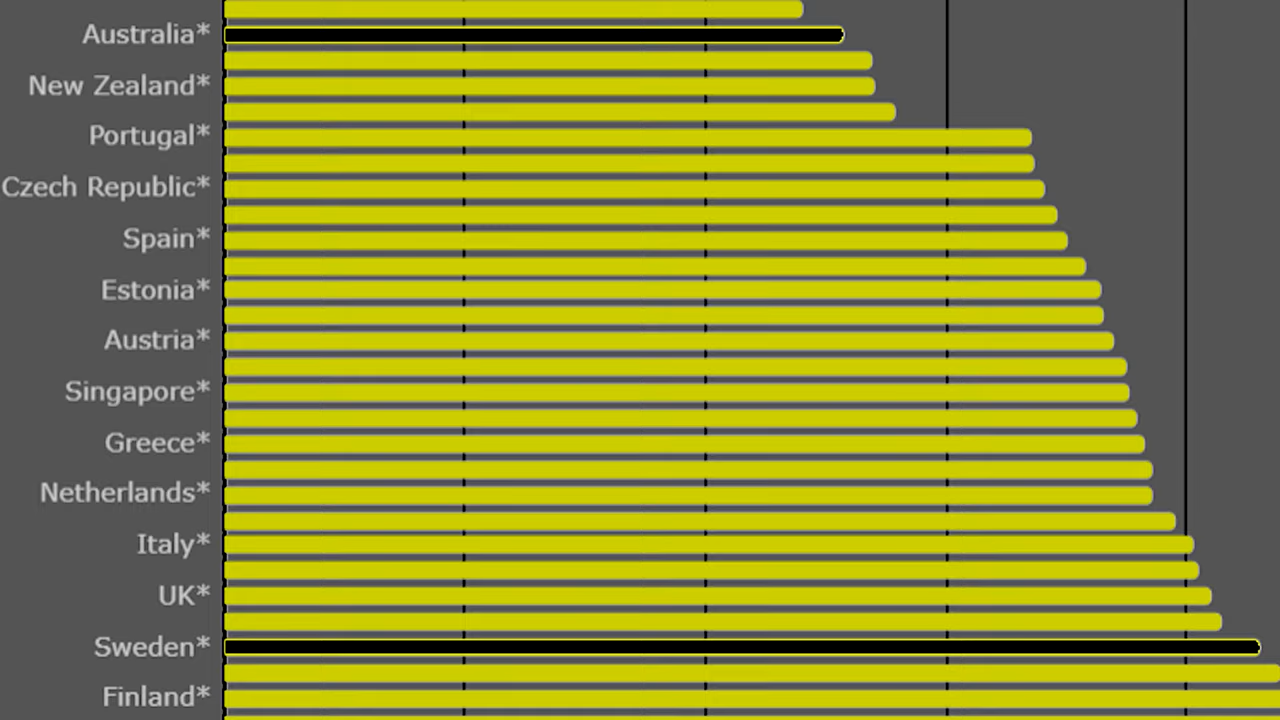 Australia*
New Zealand*
Portugal*
Czech Republic*
Spain*
Estonia*
Austria*
Singapore*
Greece*
Netherlands*
Italy*
UK*
Sweden*
Finland*